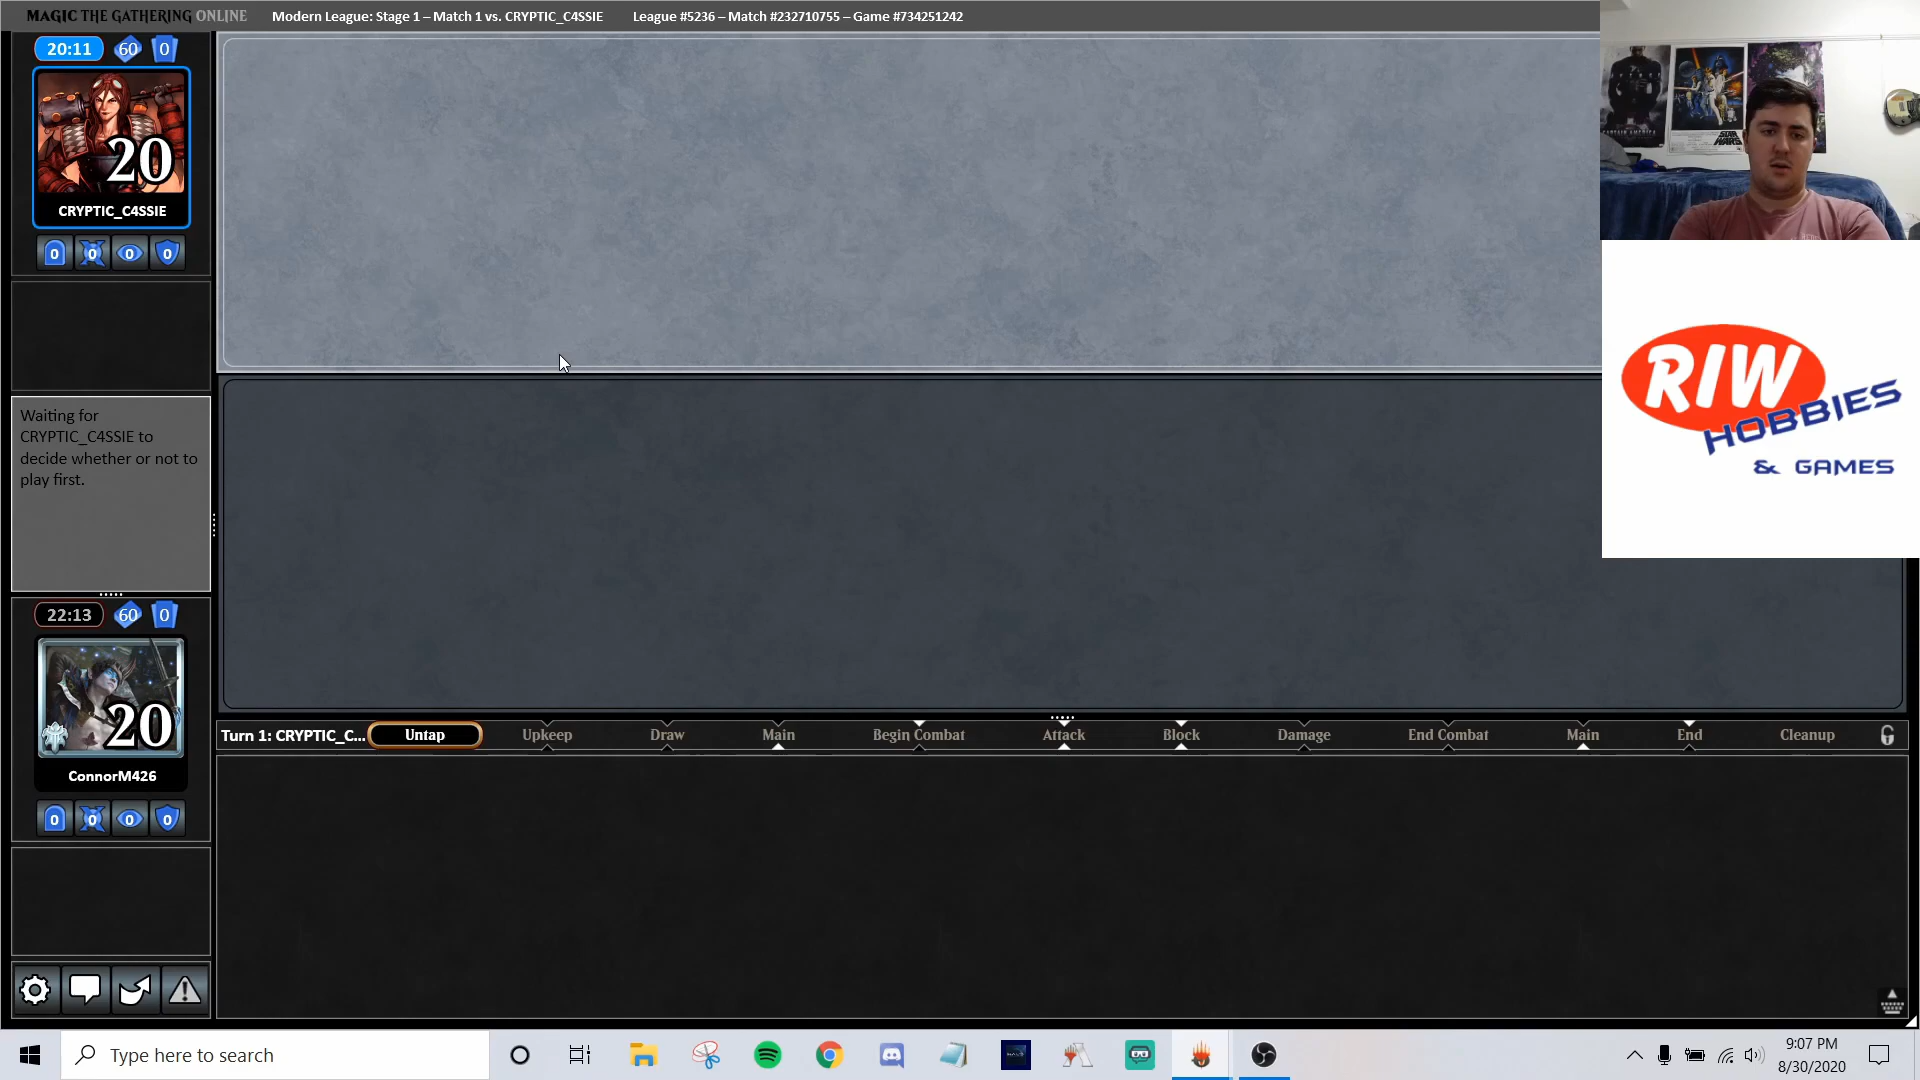 MAGIC THE GATHERING ONLINE
Modern League: Stage 1 – Match 1 vs. CRYPTIC_C4SSIE
League #5236 – Match #232710755 – Game #734251242
20:11 60 0
20
CRYPTIC_C4SSIE
0 0 0 0
Waiting for
CRYPTIC_C4SSIE to
decide whether or not to
play first.
22:13 60 0
20
ConnorM426
0 0 0 0
Turn 1: CRYPTIC_C... Untap Upkeep Draw Main Begin Combat Attack Block Damage End Combat Main End Cleanup
CAPTAIN AMERICA
STAR
WARS
RIW
HOBBIES
& GAMES
Type here to search
9:07 PM
8/30/2020